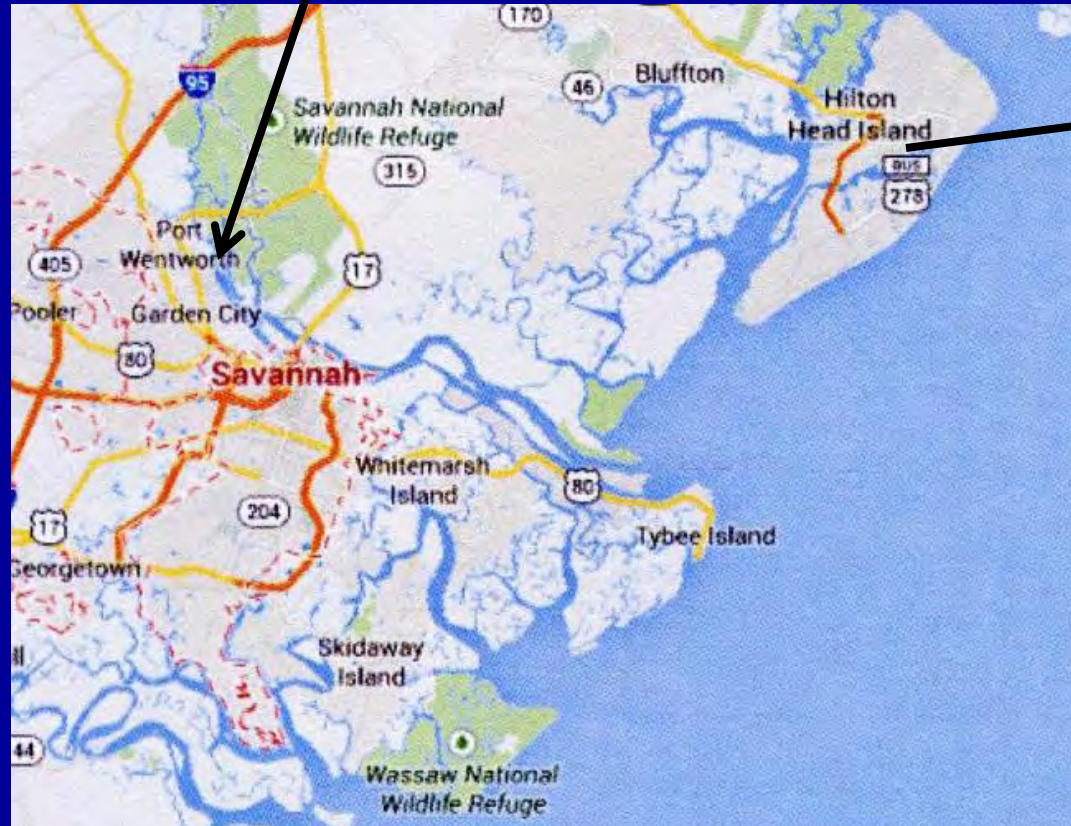 170
95
Bluffton
46
Hilton
Head Island
Savannah National
Wildlife Refuge
BUS
278
315
Port
Wentworth
405
17
Pooler
Garden City
80
Savannah
Whitemarsh
Island
80
204
17
Tybee Island
Georgetown
Skidaway
Island
44
Wassaw National
Wildlife Refuge